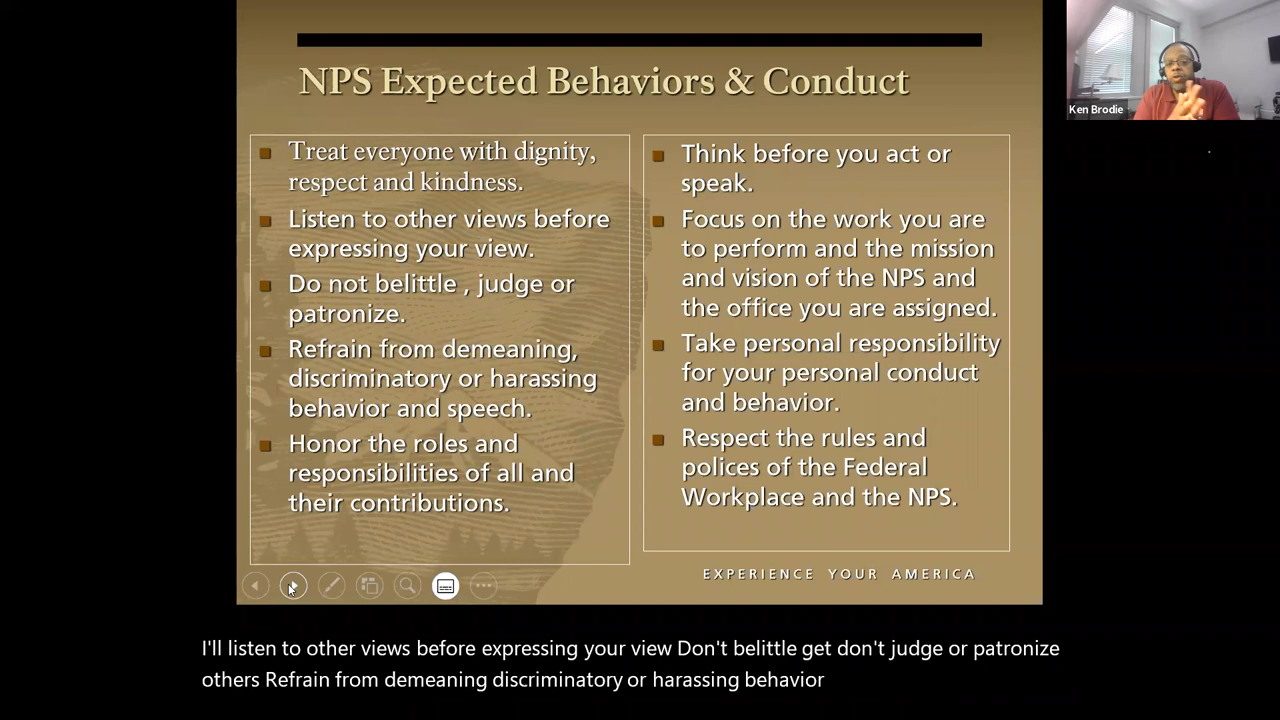 NPS Expected Behaviors & Conduct
Treat everyone with dignity,
respect and kindness.
Listen to other views before
expressing your view.
Do not belittle , judge or
patronize.
Refrain from demeaning,
discriminatory or harassing
behavior and speech.
Honor the roles and
responsibilities of all and
their contributions.
Think before you act or
speak.
Focus on the work you are
to perform and the mission
and vision of the NPS and
the office you are assigned.
Take personal responsibility
for your personal conduct
and behavior.
Respect the rules and
polices of the Federal
Workplace and the NPS.
EXPERIENCE YOUR AMERICA
Ken Brodie
I'll listen to other views before expressing your view Don't belittle get don't judge or patronize
others Refrain from demeaning discriminatory or harassing behavior